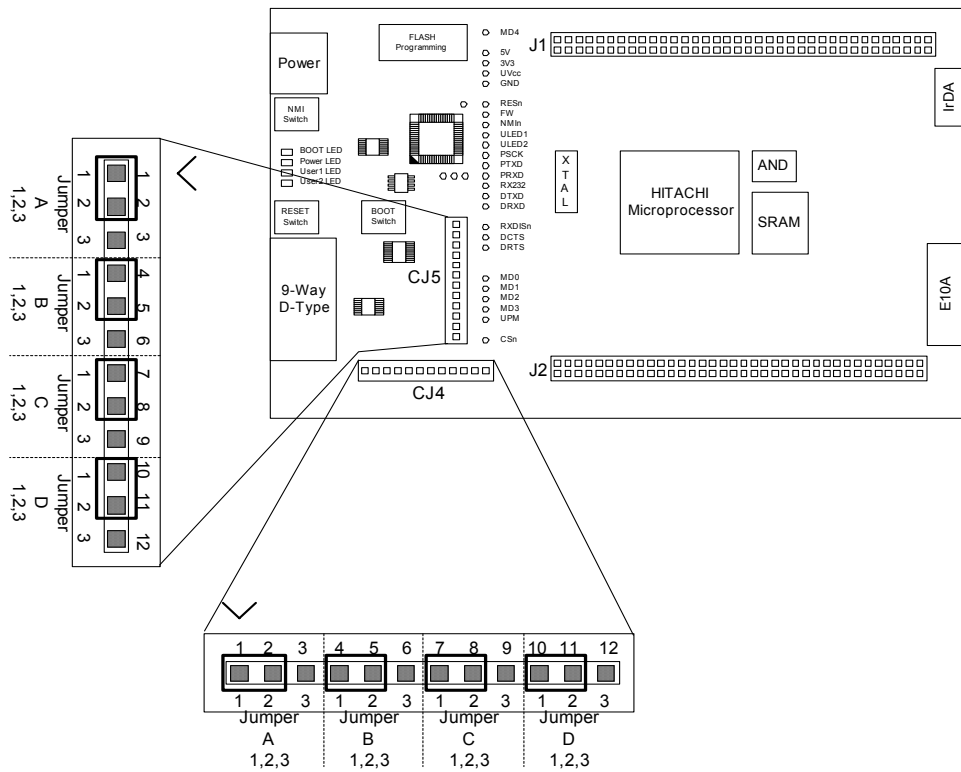 FLASH
Programming
Power
NMI
Switch
BOOT LED
Power LED
User1 LED
User2 LED
RESET
Switch
BOOT
Switch
9-Way
D-Type
MD4
5V
3V3
UVcc
GND
RESn
FW
NMIn
ULED1
ULED2
PSCK
PTXD
PRXD
RX232
DTXD
DRXD
RXDISn
DCTS
DRTS
MD0
MD1
MD2
MD3
UPM
CSn
CJ5
CJ4
J1
J2
X
T
A
L
HITACHI
Microprocessor
AND
SRAM
IrDA
E10A
1 2 3 4 5 6 7 8 9 10 11 12
1 2 3 1 2 3 1 2 3 1 2 3
Jumper Jumper Jumper Jumper
A B C D
1,2,3 1,2,3 1,2,3 1,2,3
1 2 3 4 5 6 7 8 9 10 11 12
1 2 3 1 2 3 1 2 3 1 2 3
Jumper Jumper Jumper Jumper
A B C D
1,2,3 1,2,3 1,2,3 1,2,3